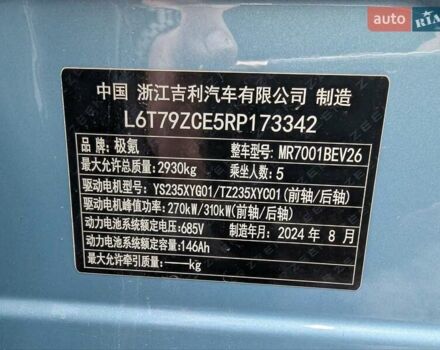 auto RIA
中国 浙江吉利汽车有限公司 制造
L6T79ZCE5RP173342
品牌：极氪 整车型号：MR7001BEV26
最大允许总质量：2930kg 乘坐人数：5
驱动电机型号：YS235XYG01/TZ235XYC01(前轴/后轴)
驱动电机峰值功率：270kW/310kW(前轴/后轴)
动力电池系统额定电压：685V 制造年月：2024 年 8 月
动力电池系统额定容量：146Ah
最大允许牵引质量：——kg